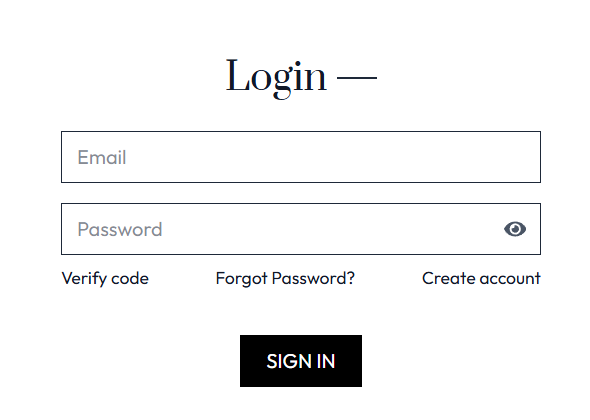 Login —
Email
Password
Verify code Forgot Password? Create account
SIGN IN